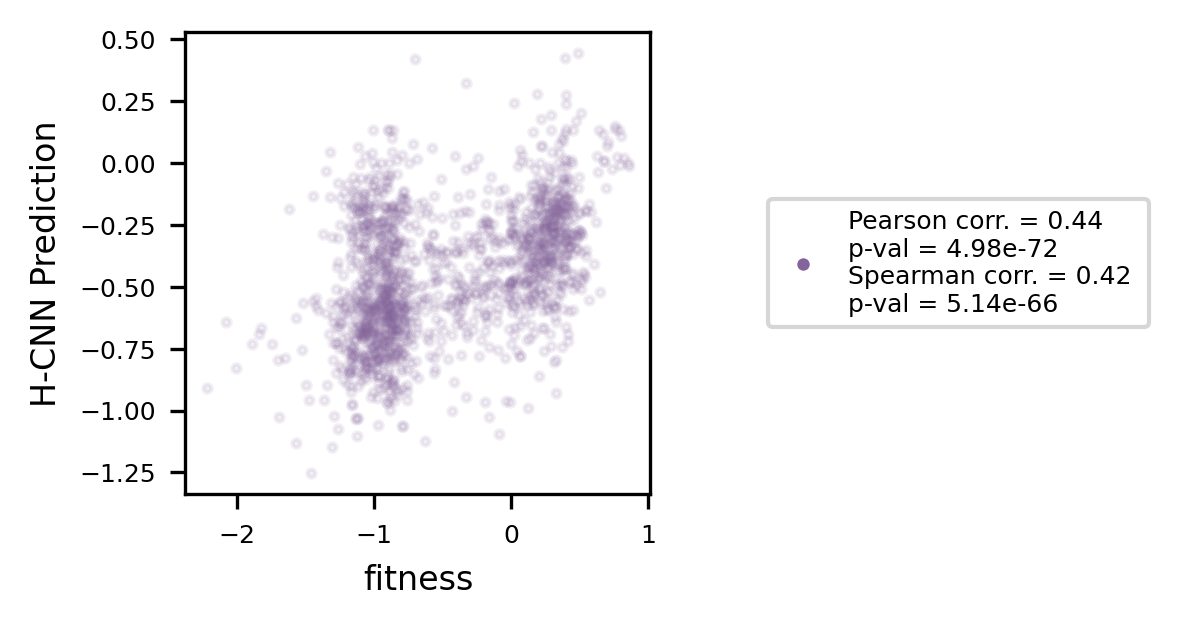 0.50
0.25
0.00
−0.25
−0.50
−0.75
−1.00
−1.25
H-CNN Prediction
−2
−1
0
1
fitness
Pearson corr. = 0.44
p-val = 4.98e-72
Spearman corr. = 0.42
p-val = 5.14e-66